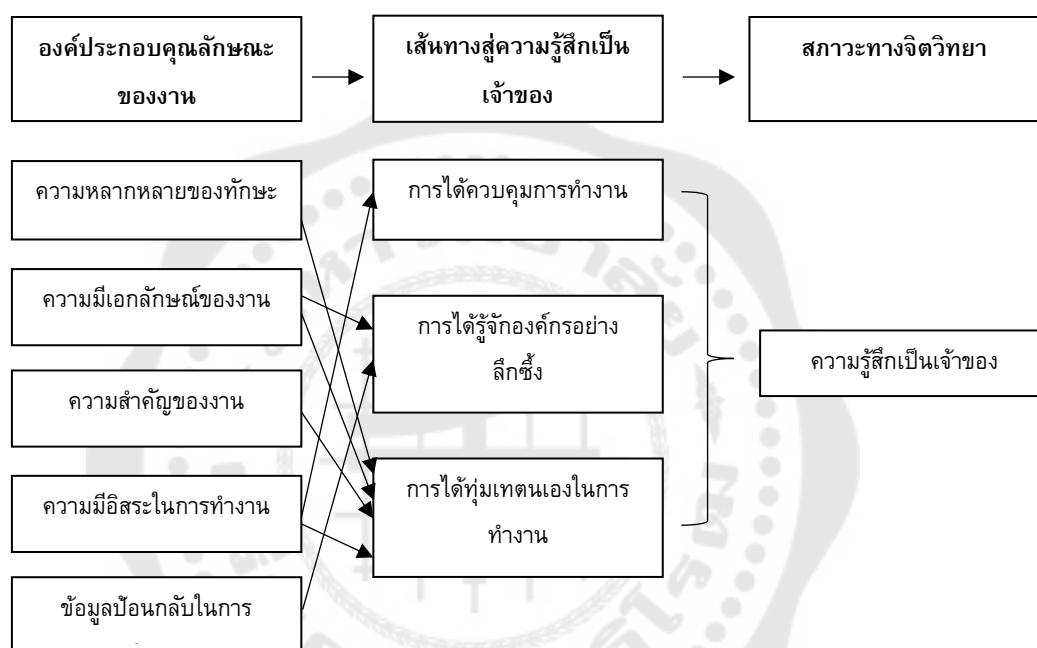 องค์ประกอบคุณลักษณะ
ของงาน
เส้นทางสู่ความรู้สึกเป็น
เจ้าของ
สภาวะทางจิตวิทยา
ความหลากหลายของทักษะ
ความมีเอกลักษณ์ของงาน
ความสำคัญของงาน
ความมีอิสระในการทำงาน
ข้อมูลป้อนกลับในการ
การได้ควบคุมการทำงาน
การได้รู้จักองค์กรอย่าง
ลึกซึ้ง
การได้ทุ่มเทตนเองในการ
ทำงาน
ความรู้สึกเป็นเจ้าของ